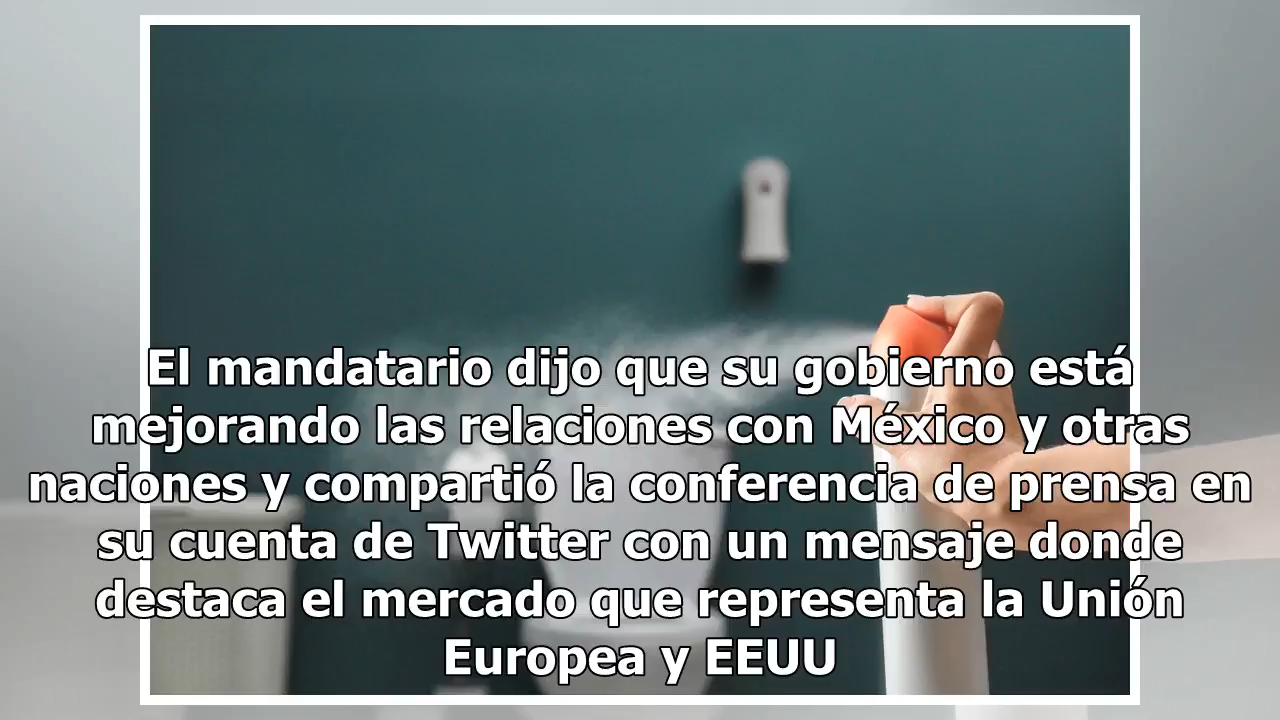 El mandatario dijo que su gobierno está
mejorando las relaciones con México y otras
naciones y compartió la conferencia de prensa en
su cuenta de Twitter con un mensaje donde
destaca el mercado que representa la Unión
Europea y EEUU